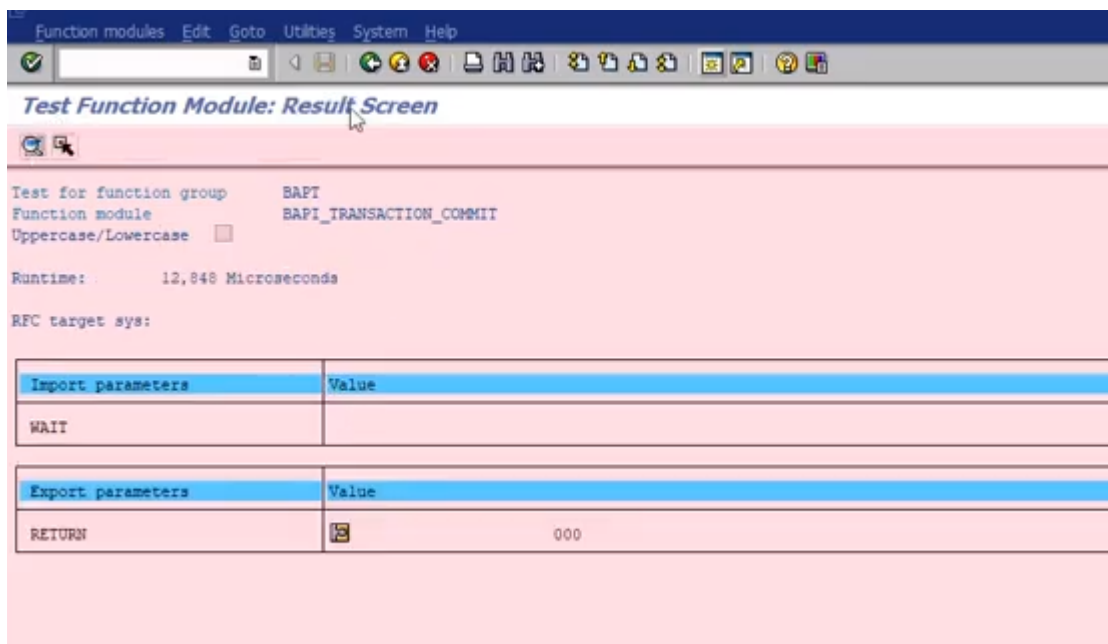 Function modules Edit Goto Utilities System Help
Test Function Module: Result Screen
Test for function group BAPT
Function module BAPI_TRANSACTION_COMMIT
Uppercase/Lowercase
Runtime: 12,848 Microseconds
RFC target sys:
Import parameters Value
WAIT
Export parameters Value
RETURN 000